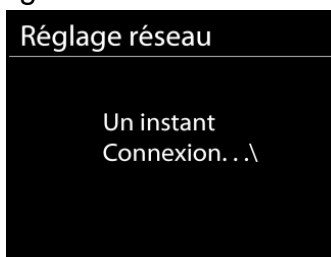 Réglage réseau
Un instant
Connexion. . .\